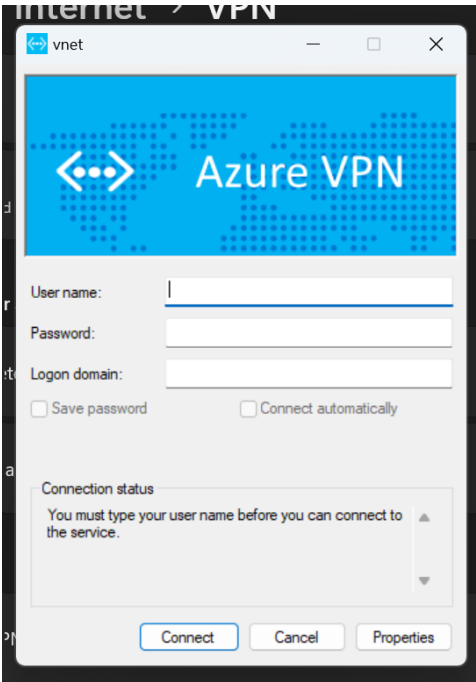 Internet > VPN
vnet
Azure VPN
User name:
Password:
Logon domain:
Save password
Connect automatically
Connection status
You must type your user name before you can connect to
the service.
Connect
Cancel
Properties